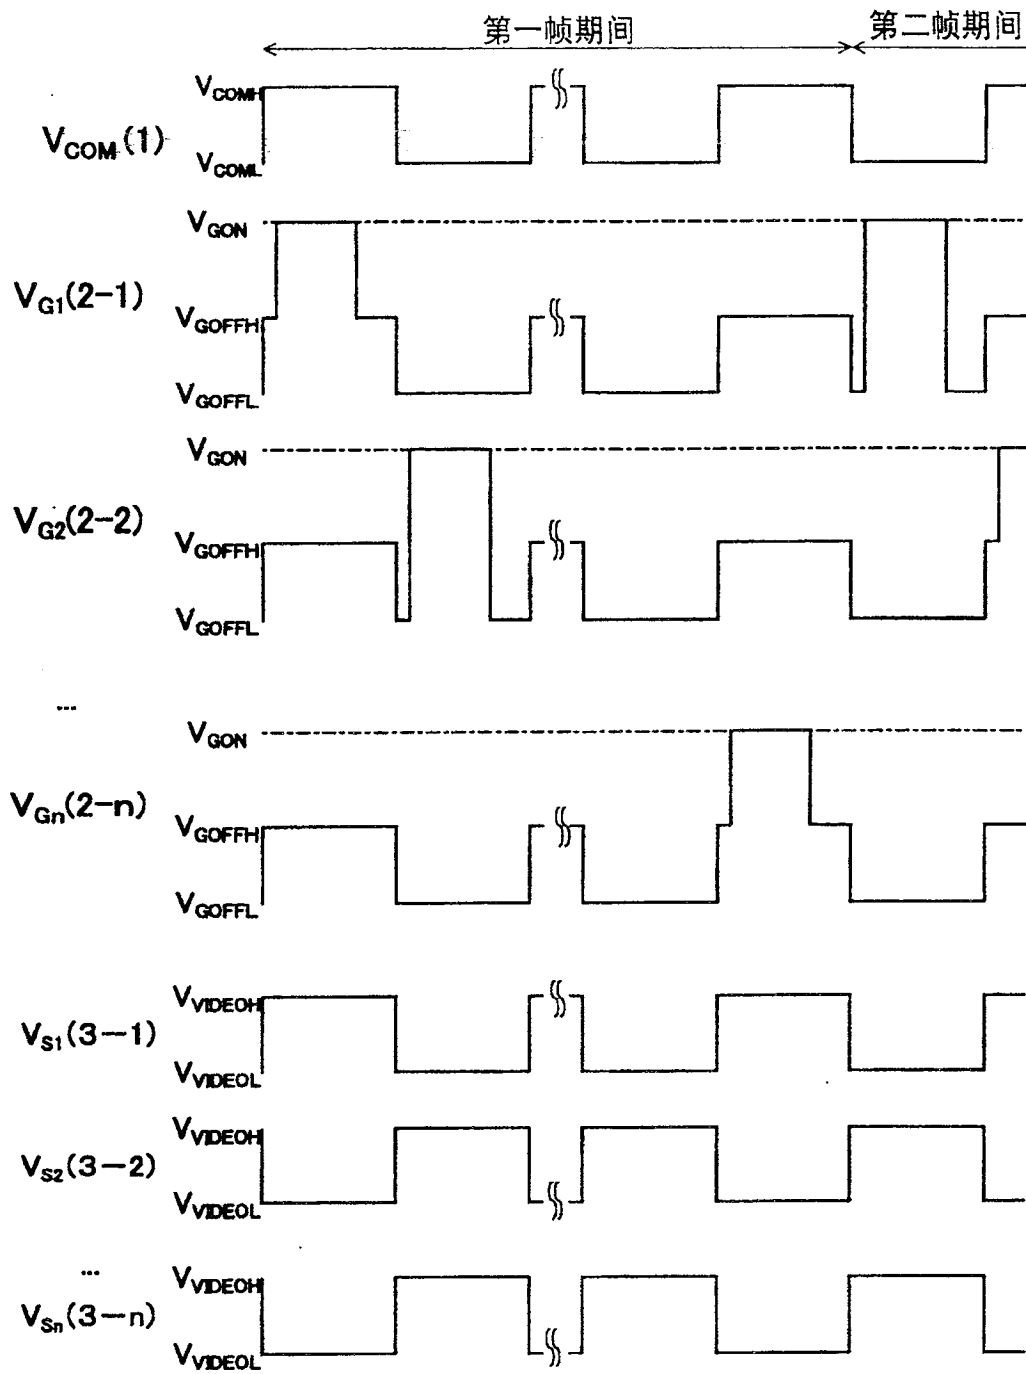 第一帧期间 第二帧期间
V_COMH
V_COM(1)
V_COML
V_GON
V_G1(2-1)
V_GOFFH
V_GOFFL
V_GON
V_G2(2-2)
V_GOFFH
V_GOFFL
...
V_GON
V_Gn(2-n)
V_GOFFH
V_GOFFL
V_VIDEOH
V_S1(3-1)
V_VIDEOL
V_VIDEOH
V_S2(3-2)
V_VIDEOL
...
V_VIDEOH
V_Sn(3-n)
V_VIDEOL